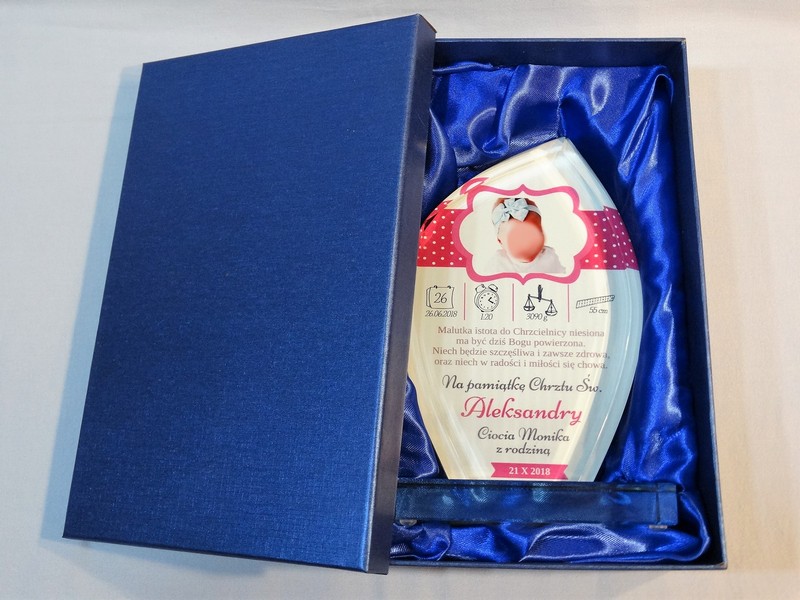 26
26.06.2018 1:20 3090 g 55 cm
Malutka istota do Chrzcielnicy niesiona
ma być dziś Bogu powierzona.
Niech będzie szczęśliwa i zawsze zdrowa,
oraz niech w radości i miłości się chowa.
Na pamiątkę Chrztu Św.
Aleksandry
Ciocia Monika
z rodziną
21 X 2018